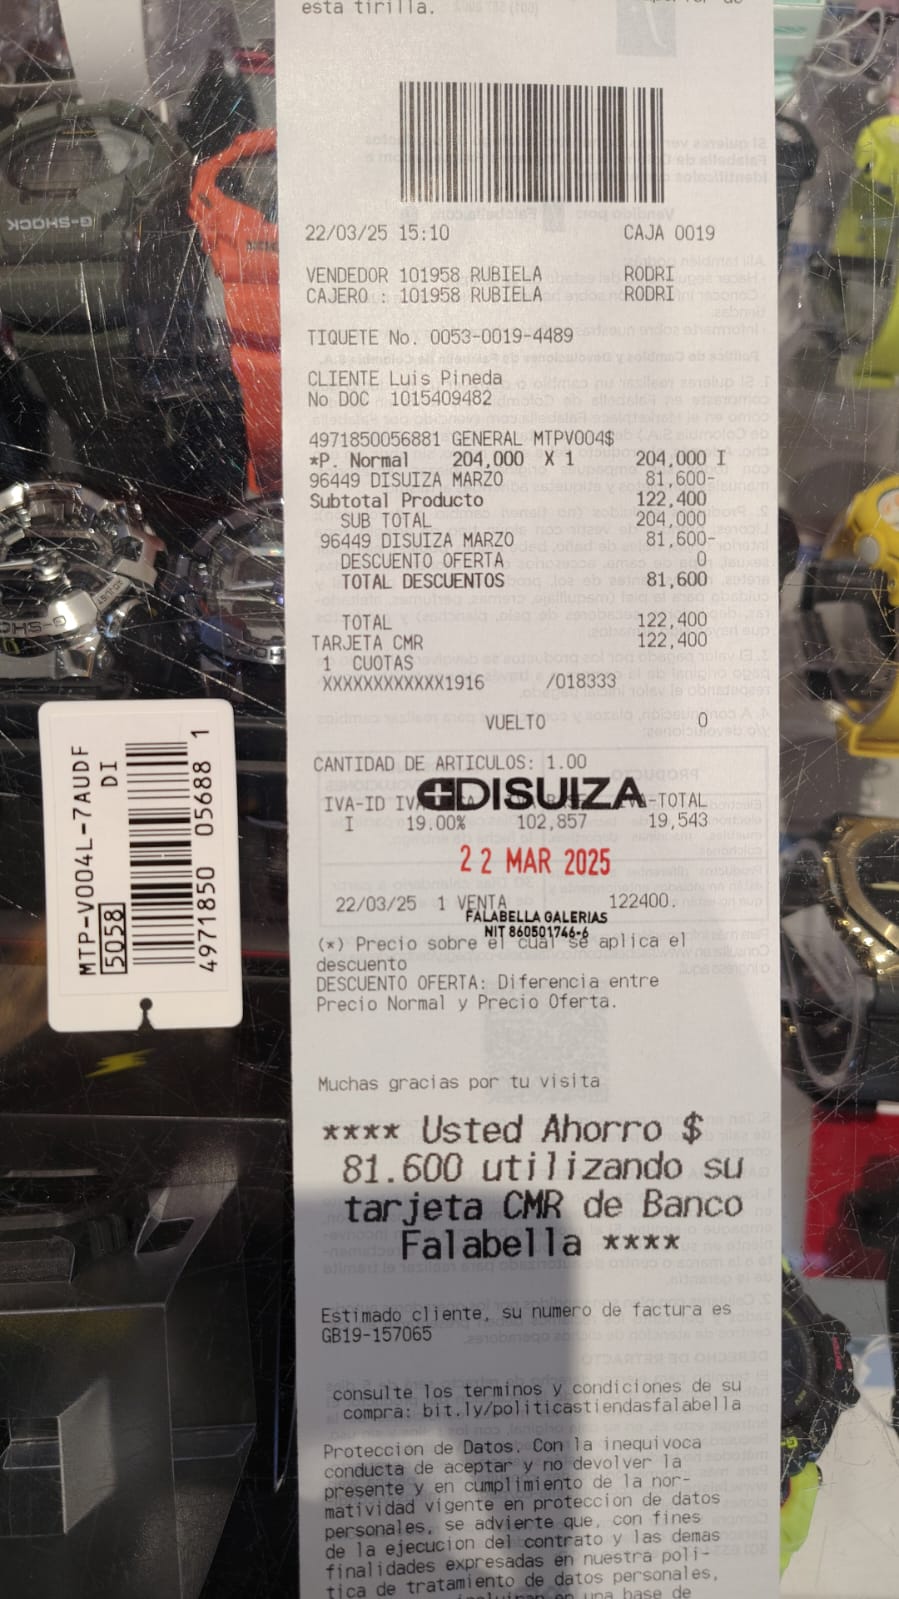 esta tirilla.
22/03/25 15:10 CAJA 0019
VENDEDOR 101958 RUBIELA RODRI
CAJERO : 101958 RUBIELA RODRI
TIQUETE No. 0053-0019-4489
CLIENTE Luis Pineda
No DOC 1015409482
4971850056881 GENERAL MTPV004$
*P. Normal 204,000 X 1 204,000 I
96449 DISUIZA MARZO 81,600-
Subtotal Producto 122,400
SUB TOTAL 204,000
96449 DISUIZA MARZO 81,600-
DESCUENTO OFERTA 0
TOTAL DESCUENTOS 81,600
TOTAL 122,400
TARJETA CMR 122,400
1 CUOTAS
XXXXXXXXXXXX1916 /018333
VUELTO 0
CANTIDAD DE ARTICULOS: 1.00
DISUIZA
IVA-ID IVA-TOTAL
I 19.00% 102,857 19,543
22 MAR 2025
22/03/25 1 VENTA 122400.
FALABELLA GALERIAS
NIT 860501746-6
(*) Precio sobre el cual se aplica el
descuento
DESCUENTO OFERTA: Diferencia entre
Precio Normal y Precio Oferta.
Muchas gracias por tu visita
**** Usted Ahorro $
81.600 utilizando su
tarjeta CMR de Banco
Falabella ****
Estimado cliente, su numero de factura es
GB19-157065
consulte los terminos y condiciones de su
compra: bit.ly/politicastiendasfalabella
Proteccion de Datos. Con la inequivoca
conducta de aceptar y no devolver la
presente y en cumplimiento de la nor-
matividad vigente en proteccion de datos
personales, se advierte que, con fines
de la ejecucion del contrato y las demas
finalidades expresadas en nuestra poli-
tica de tratamiento de datos personales,
una base de
MTP-V004L-7AUDF
DI
5058
4971850 05688 1
G-SHOCK
G-SHOCK